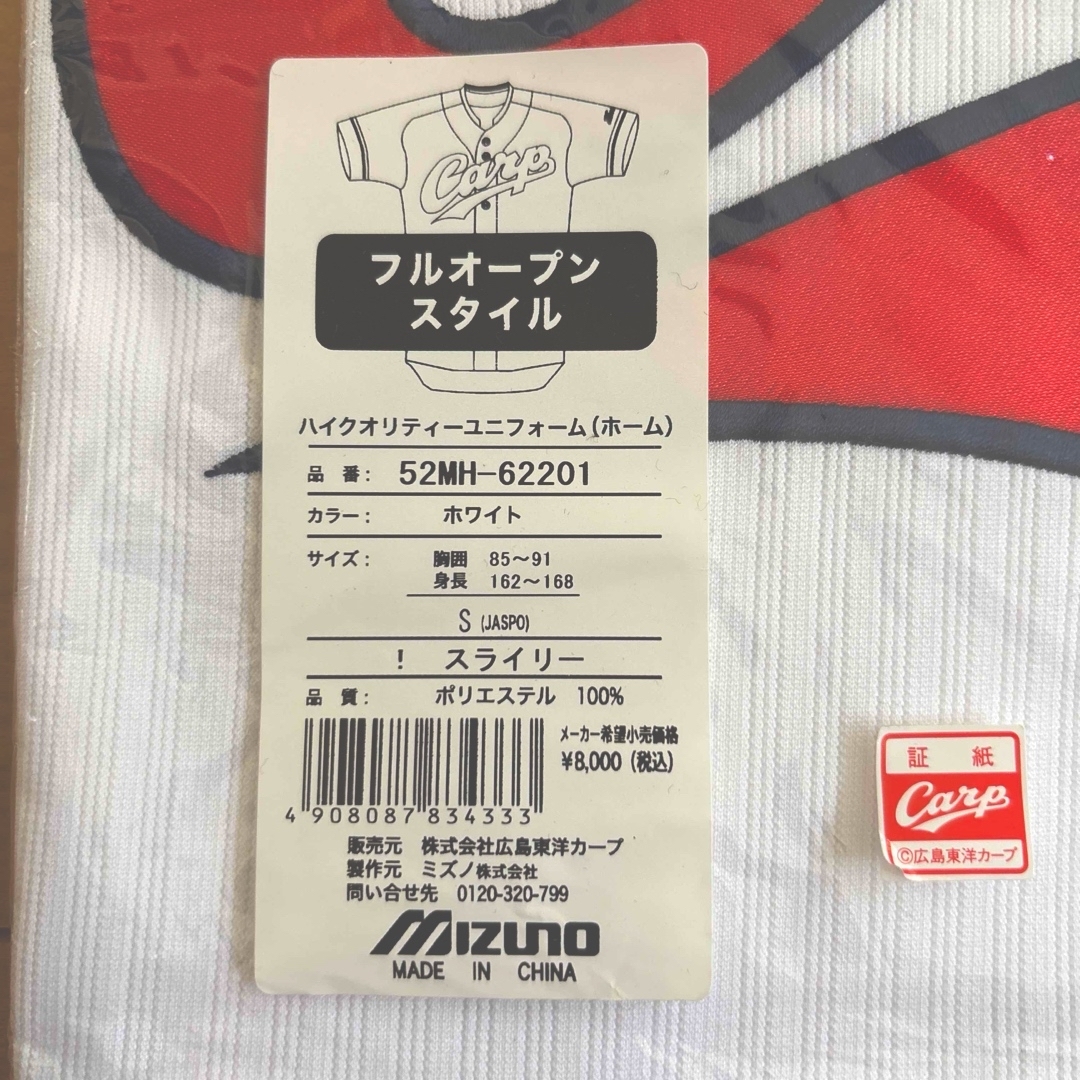 Carp
フルオープン
スタイル
ハイクオリティーユニフォーム(ホーム)
品 番: 52MH-62201
カラー: ホワイト
サイズ: 胸囲 85～91
身長 162～168
S (JASPO)
! スライリー
品 質: ポリエステル 100%
メーカー希望小売価格
¥8,000 (税込)
4 908087 834333
販売元 株式会社広島東洋カープ
製作元 ミズノ株式会社
問い合せ先 0120-320-799
MIZUNO
MADE IN CHINA
証 紙
Carp
©広島東洋カープ